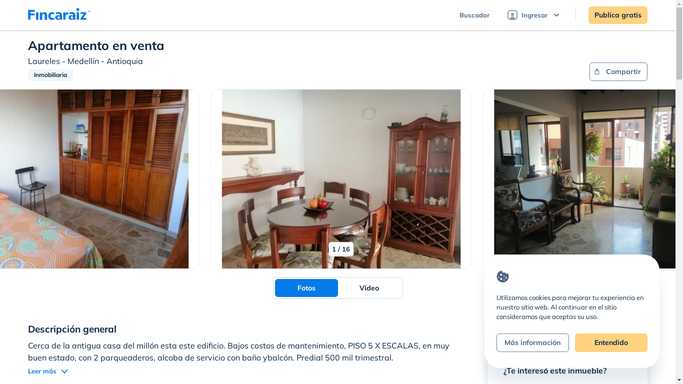 Fincaraiz
Buscador
Ingresar
Publica gratis
Apartamento en venta
Laureles - Medellín - Antioquia
Inmobiliaria
Compartir
1 / 16
Fotos
Video
Descripción general
Cerca de la antigua casa del millón esta este edificio. Bajos costos de mantenimiento, PISO 5 X ESCALAS, en muy
buen estado, con 2 parqueaderos, alcoba de servicio con baño ybalcón. Predial 500 mil trimestral.
Leer más
Utilizamos cookies para mejorar tu experiencia en
nuestro sitio web. Al continuar en el sitio
consideramos que aceptas su uso.
Más información
Entendido
¿Te interesó este inmueble?